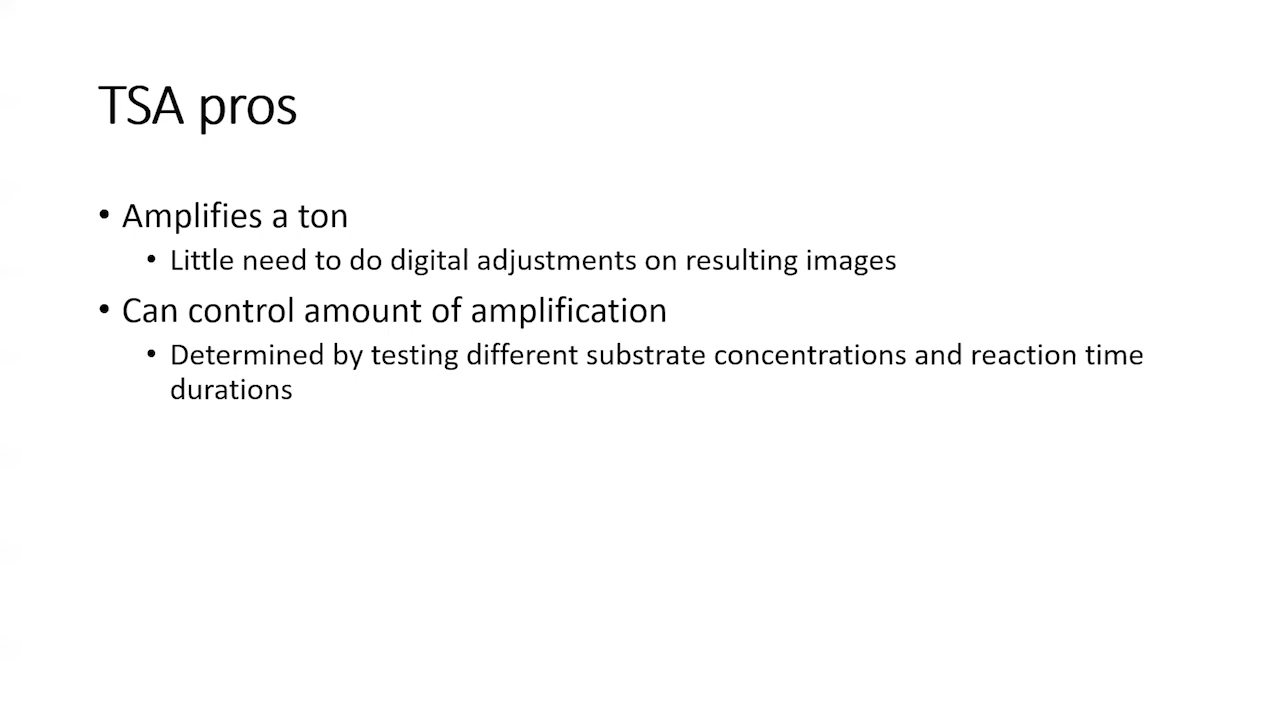 TSA pros
• Amplifies a ton
• Little need to do digital adjustments on resulting images
• Can control amount of amplification
• Determined by testing different substrate concentrations and reaction time
durations